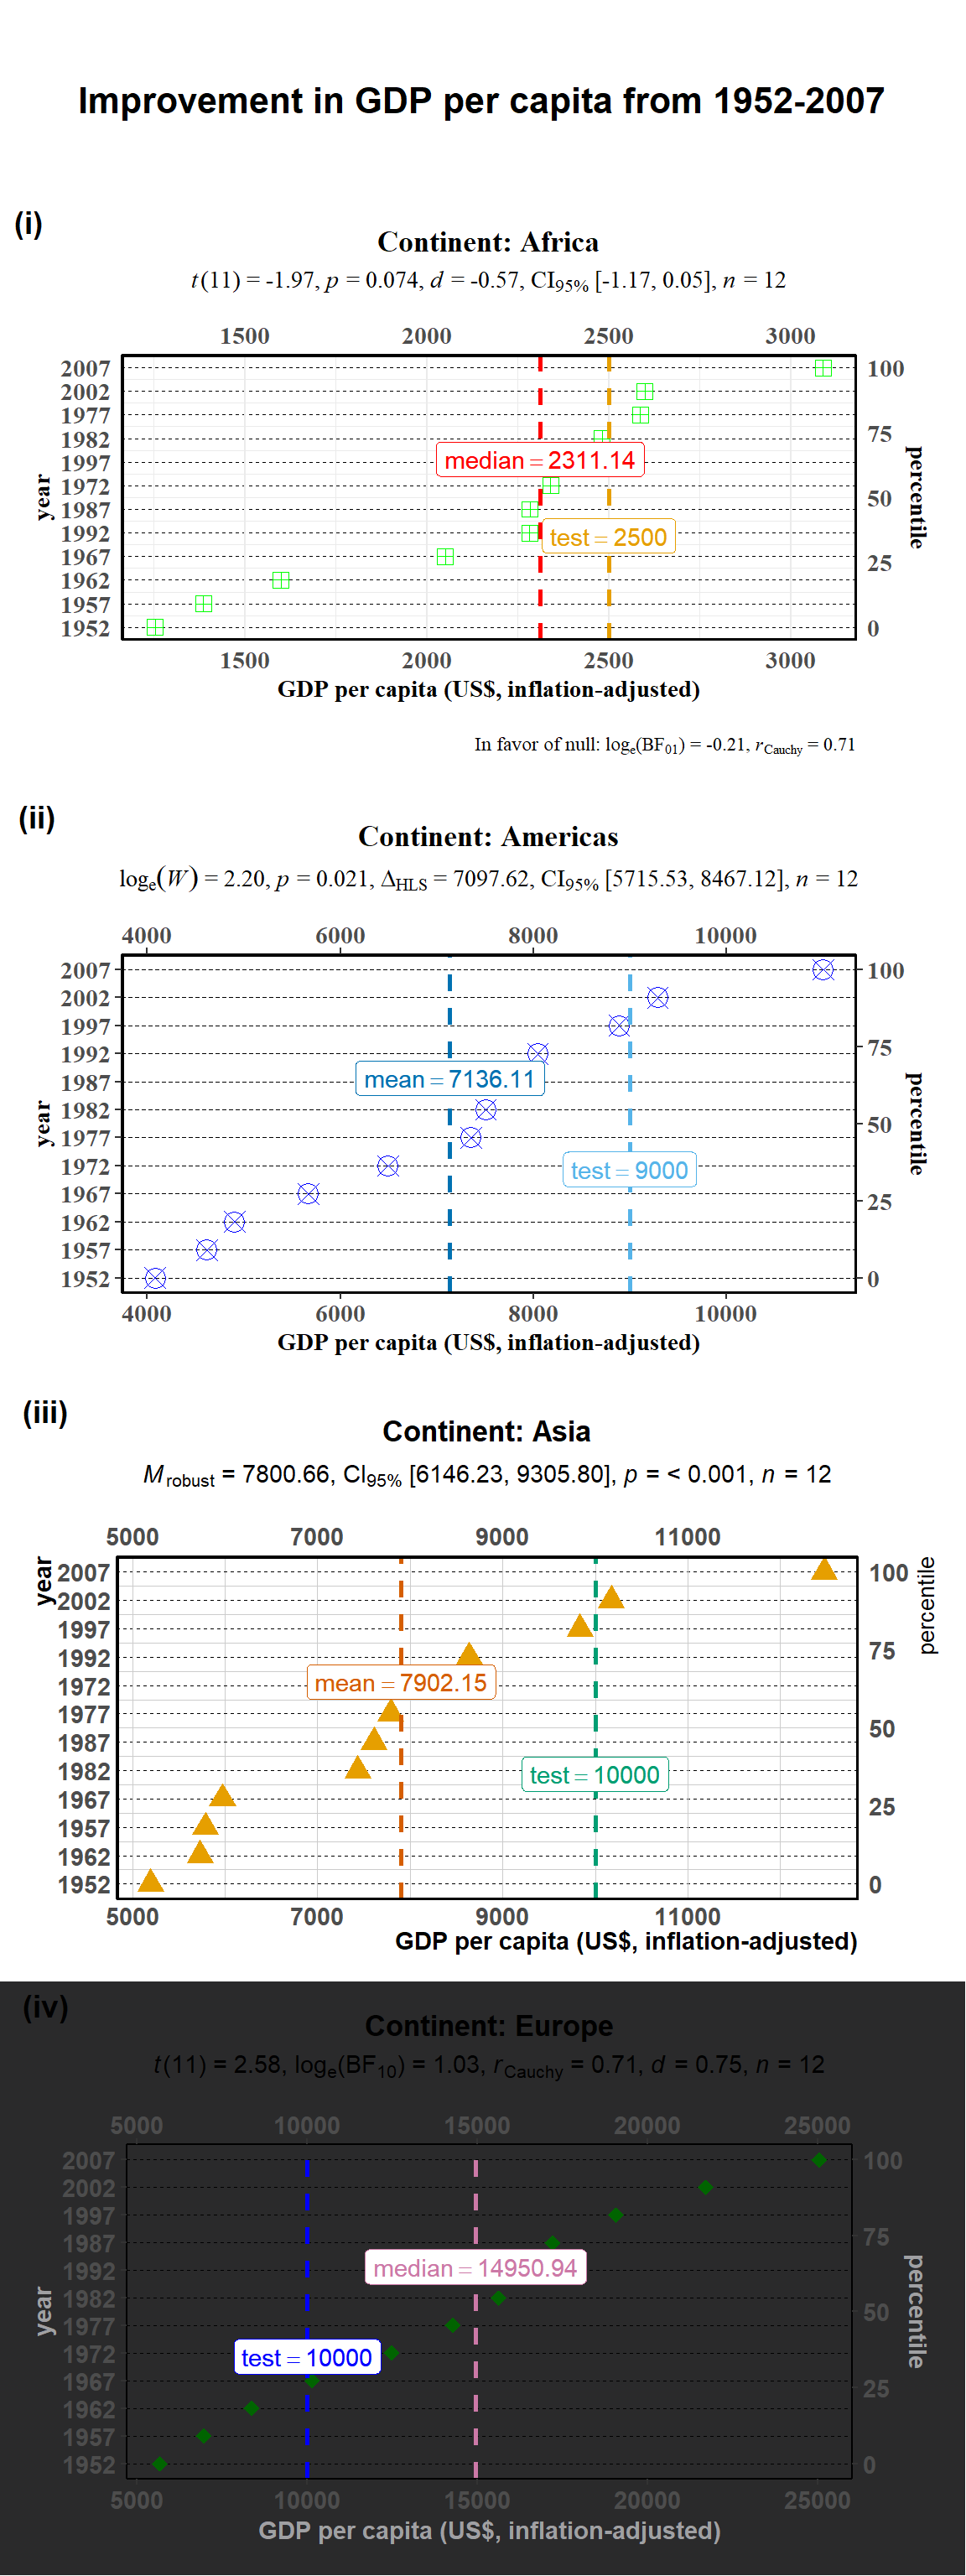 Improvement in GDP per capita from 1952-2007
(i)
Continent: Africa
t(11) = -1.97, p = 0.074, d = -0.57, CI95% [-1.17, 0.05], n = 12
1500 2000 2500 3000
2007 100
2002
1977
1982 75
median = 2311.14
1997
1972
50
1987
1992
test = 2500
1967 25
1962
1957
1952 0
year
percentile
1500 2000 2500 3000
GDP per capita (US$, inflation-adjusted)
In favor of null: loge(BF01) = -0.21, rCauchy = 0.71
(ii)
Continent: Americas
loge(W) = 2.20, p = 0.021, ΔHLS = 7097.62, CI95% [5715.53, 8467.12], n = 12
4000 6000 8000 10000
2007 100
2002
1997
1992 75
mean = 7136.11
1987
1982
50
1977
1972
test = 9000
1967 25
1962
1957
1952 0
year
percentile
4000 6000 8000 10000
GDP per capita (US$, inflation-adjusted)
(iii)
Continent: Asia
Mrobust = 7800.66, CI95% [6146.23, 9305.80], p = < 0.001, n = 12
5000 7000 9000 11000
year
percentile
2007 100
2002
1997
1992 75
mean = 7902.15
1972
1977
50
1987
1982
test = 10000
1967 25
1957
1962
1952 0
5000 7000 9000 11000
GDP per capita (US$, inflation-adjusted)
(iv)
Continent: Europe
t(11) = 2.58, loge(BF10) = 1.03, rCauchy = 0.71, d = 0.75, n = 12
5000 10000 15000 20000 25000
2007 100
2002
1997
1987 75
median = 14950.94
1992
1982
50
1977
1972
test = 10000
1967 25
1962
1957
1952 0
year
percentile
5000 10000 15000 20000 25000
GDP per capita (US$, inflation-adjusted)